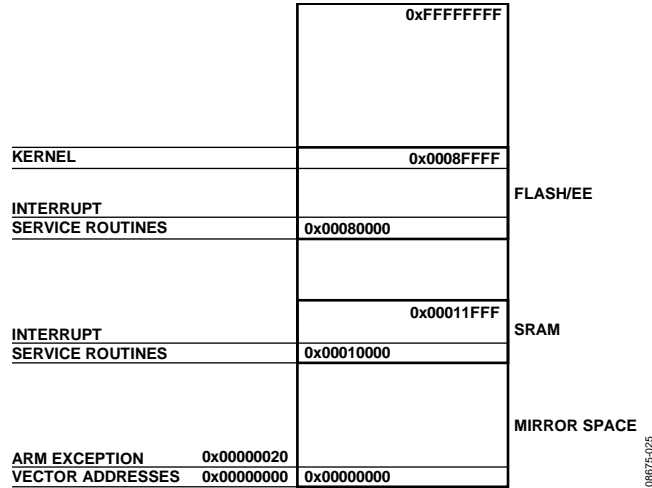 0xFFFFFFFF
KERNEL 0x0008FFFF
FLASH/EE
INTERRUPT
SERVICE ROUTINES 0x00080000
0x00011FFF
SRAM
INTERRUPT
SERVICE ROUTINES 0x00010000
MIRROR SPACE
ARM EXCEPTION 0x00000020
VECTOR ADDRESSES 0x00000000 0x00000000
08675-025